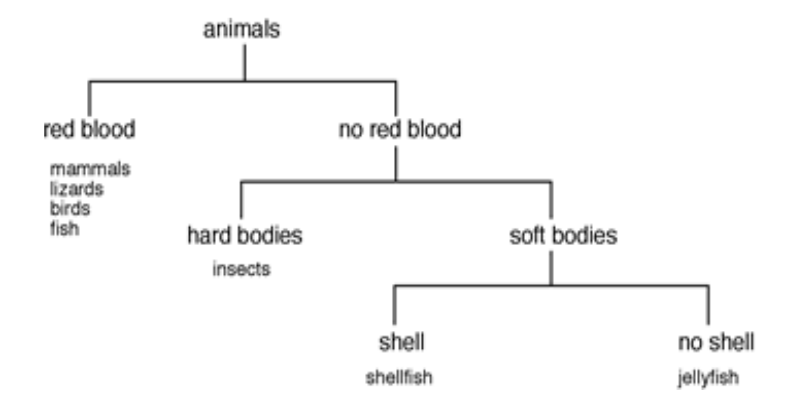 animals
red blood
no red blood
mammals
lizards
birds
fish
hard bodies
soft bodies
insects
shell
no shell
shellfish
jellyfish